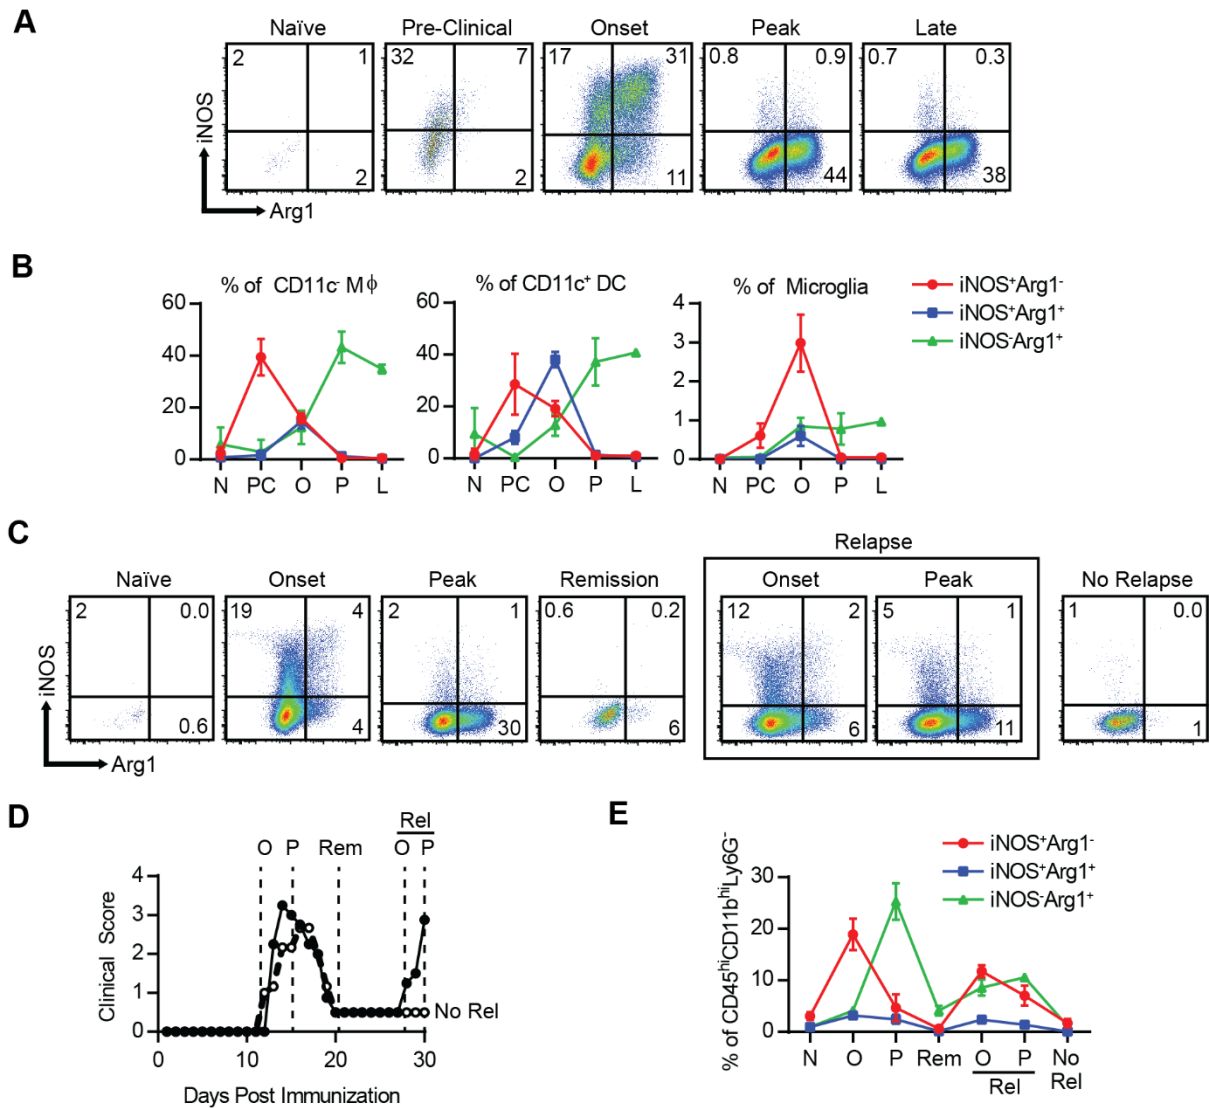 A
Naïve Pre-Clinical Onset Peak Late
2 1 32 7 17 31 0.8 0.9 0.7 0.3
iNOS
2 2 11 44 38
Arg1
B
% of CD11c- Mϕ % of CD11c+ DC % of Microglia
iNOS+Arg1-
iNOS+Arg1+
iNOS-Arg1+
60 60 4
40 40 3
2
20 20 1
0 0 0
N PC O P L N PC O P L N PC O P L
C
Relapse
Naïve Onset Peak Remission Onset Peak No Relapse
2 0.0 19 4 2 1 0.6 0.2 12 2 5 1 1 0.0
iNOS
0.6 4 30 6 6 11 1
Arg1
D
Rel
O P Rem O P
Clinical Score
4
3
2
1
0
No Rel
0 10 20 30
Days Post Immunization
E
iNOS+Arg1-
iNOS+Arg1+
iNOS-Arg1+
% of CD45hiCD11bhiLy6G-
30
20
10
0
N O P Rem O P No
Rel Rel